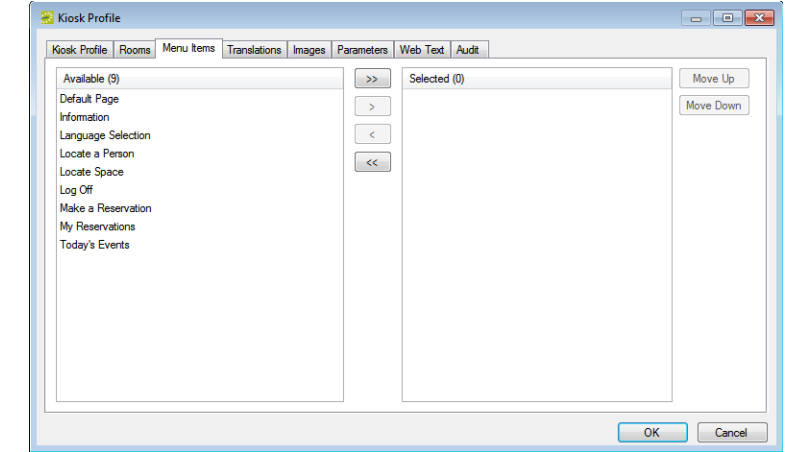 Kiosk Profile
Kiosk Profile Rooms Menu Items Translations Images Parameters Web Text Audit
Available (9) >> Selected (0) Move Up
Default Page
> Move Down
Information
Language Selection <
Locate a Person
<<
Locate Space
Log Off
Make a Reservation
My Reservations
Today's Events
OK Cancel